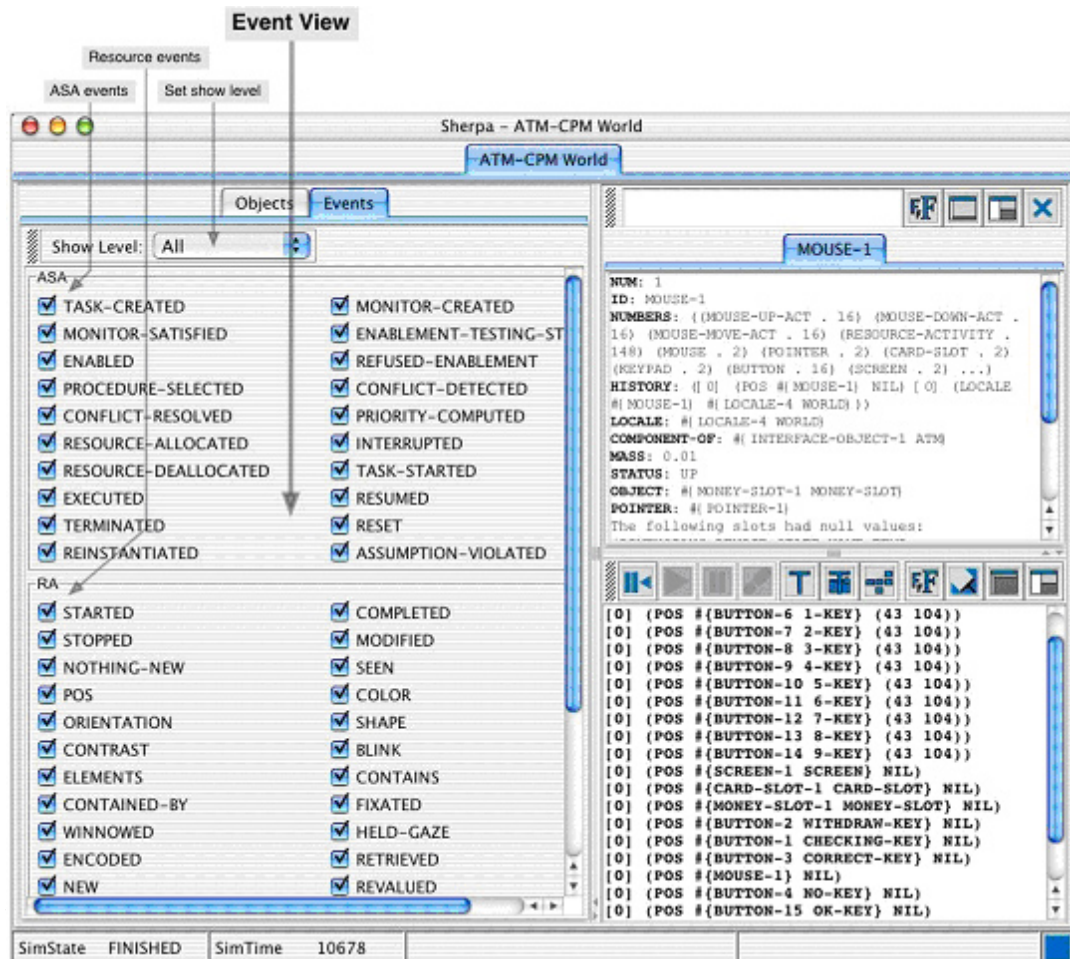 Event View
Resource events
ASA events
Set show level
Sherpa - ATM-CPM World
ATM-CPM World
Objects
Events
Show Level: All
ASA
TASK-CREATED
MONITOR-CREATED
MONITOR-SATISFIED
ENABLEMENT-TESTING-ST
ENABLED
REFUSED-ENABLEMENT
PROCEDURE-SELECTED
CONFLICT-DETECTED
CONFLICT-RESOLVED
PRIORITY-COMPUTED
RESOURCE-ALLOCATED
INTERRUPTED
RESOURCE-DEALLOCATED
TASK-STARTED
EXECUTED
RESUMED
TERMINATED
RESET
REINSTANTIATED
ASSUMPTION-VIOLATED
RA
STARTED
COMPLETED
STOPPED
MODIFIED
NOTHING-NEW
SEEN
POS
COLOR
ORIENTATION
SHAPE
CONTRAST
BLINK
ELEMENTS
CONTAINS
CONTAINED-BY
FIXATED
WINNOWED
HELD-GAZE
ENCODED
RETRIEVED
NEW
REVALUED
MOUSE-1
NUM: 1
ID: MOUSE-1
NUMBERS: ((MOUSE-UP-ACT . 16) (MOUSE-DOWN-ACT .
16) (MOUSE-MOVE-ACT . 16) (RESOURCE-ACTIVITY .
148) (MOUSE . 2) (POINTER . 2) (CARD-SLOT . 2)
(KEYPAD . 2) (BUTTON . 16) (SCREEN . 2) ...)
HISTORY: ([0] (POS #{MOUSE-1} NIL) [0] (LOCALE
#{MOUSE-1} #{LOCALE-4 WORLD}))
LOCALE: #{LOCALE-4 WORLD}
COMPONENT-OF: #{INTERFACE-OBJECT-1 ATM}
MASS: 0.01
STATUS: UP
OBJECT: #{MONEY-SLOT-1 MONEY-SLOT}
POINTER: #{POINTER-1}
The following slots had null values:
[0] (POS #{BUTTON-6 1-KEY} (43 104))
[0] (POS #{BUTTON-7 2-KEY} (43 104))
[0] (POS #{BUTTON-8 3-KEY} (43 104))
[0] (POS #{BUTTON-9 4-KEY} (43 104))
[0] (POS #{BUTTON-10 5-KEY} (43 104))
[0] (POS #{BUTTON-11 6-KEY} (43 104))
[0] (POS #{BUTTON-12 7-KEY} (43 104))
[0] (POS #{BUTTON-13 8-KEY} (43 104))
[0] (POS #{BUTTON-14 9-KEY} (43 104))
[0] (POS #{SCREEN-1 SCREEN} NIL)
[0] (POS #{CARD-SLOT-1 CARD-SLOT} NIL)
[0] (POS #{MONEY-SLOT-1 MONEY-SLOT} NIL)
[0] (POS #{BUTTON-2 WITHDRAW-KEY} NIL)
[0] (POS #{BUTTON-1 CHECKING-KEY} NIL)
[0] (POS #{BUTTON-3 CORRECT-KEY} NIL)
[0] (POS #{MOUSE-1} NIL)
[0] (POS #{BUTTON-4 NO-KEY} NIL)
[0] (POS #{BUTTON-15 OK-KEY} NIL)
SimState FINISHED
SimTime 10678